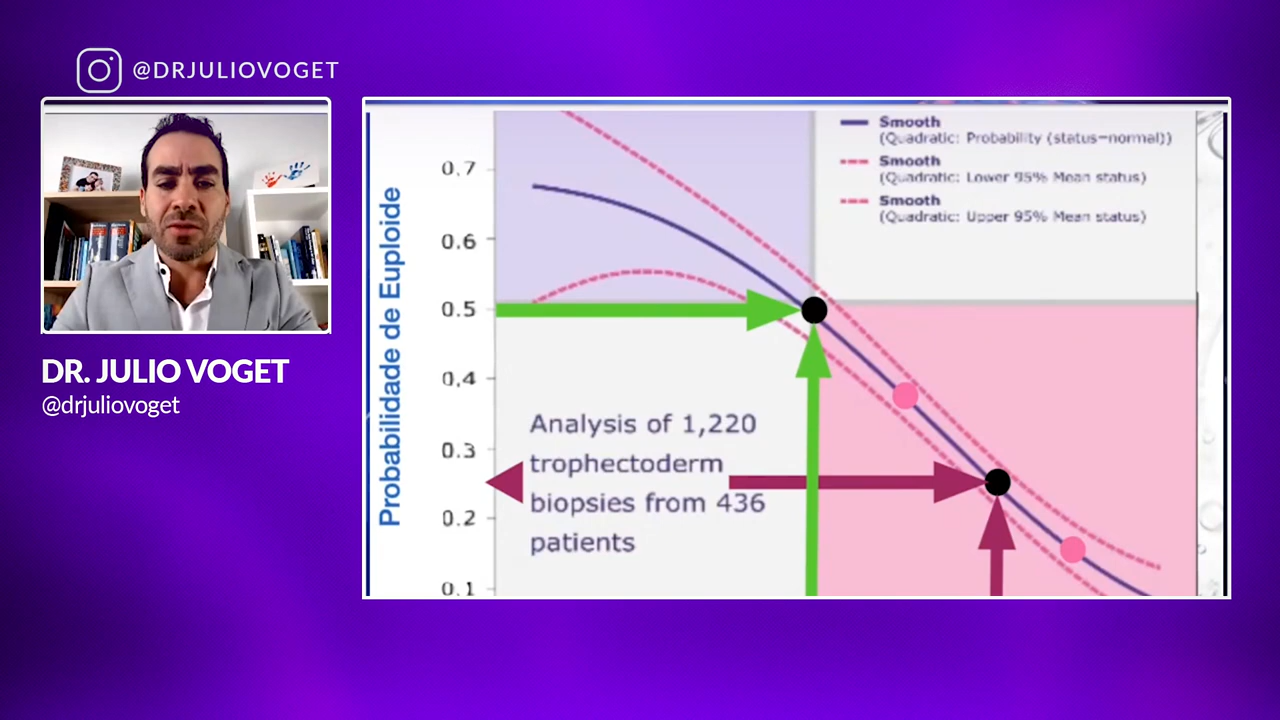 @DRJULIOVOGET
DR. JULIO VOGET
@drjuliovoget
Probabilidade de Euploide
0.7
0.6
0.5
0.4
0.3
0.2
0.1
Smooth
(Quadratic: Probability (status=normal))
Smooth
(Quadratic: Lower 95% Mean status)
Smooth
(Quadratic: Upper 95% Mean status)
Analysis of 1,220
trophectoderm
biopsies from 436
patients